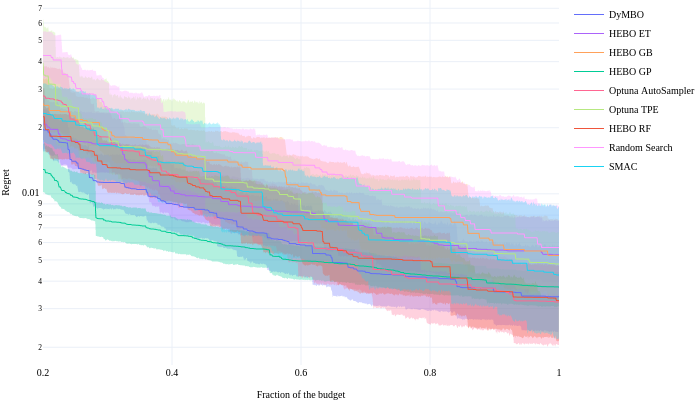 7
6
5
4
3
2
0.01
9
8
7
6
5
4
3
2
Regret
0.2
0.4
0.6
0.8
1
Fraction of the budget
DyMBO
HEBO ET
HEBO GB
HEBO GP
Optuna AutoSampler
Optuna TPE
HEBO RF
Random Search
SMAC